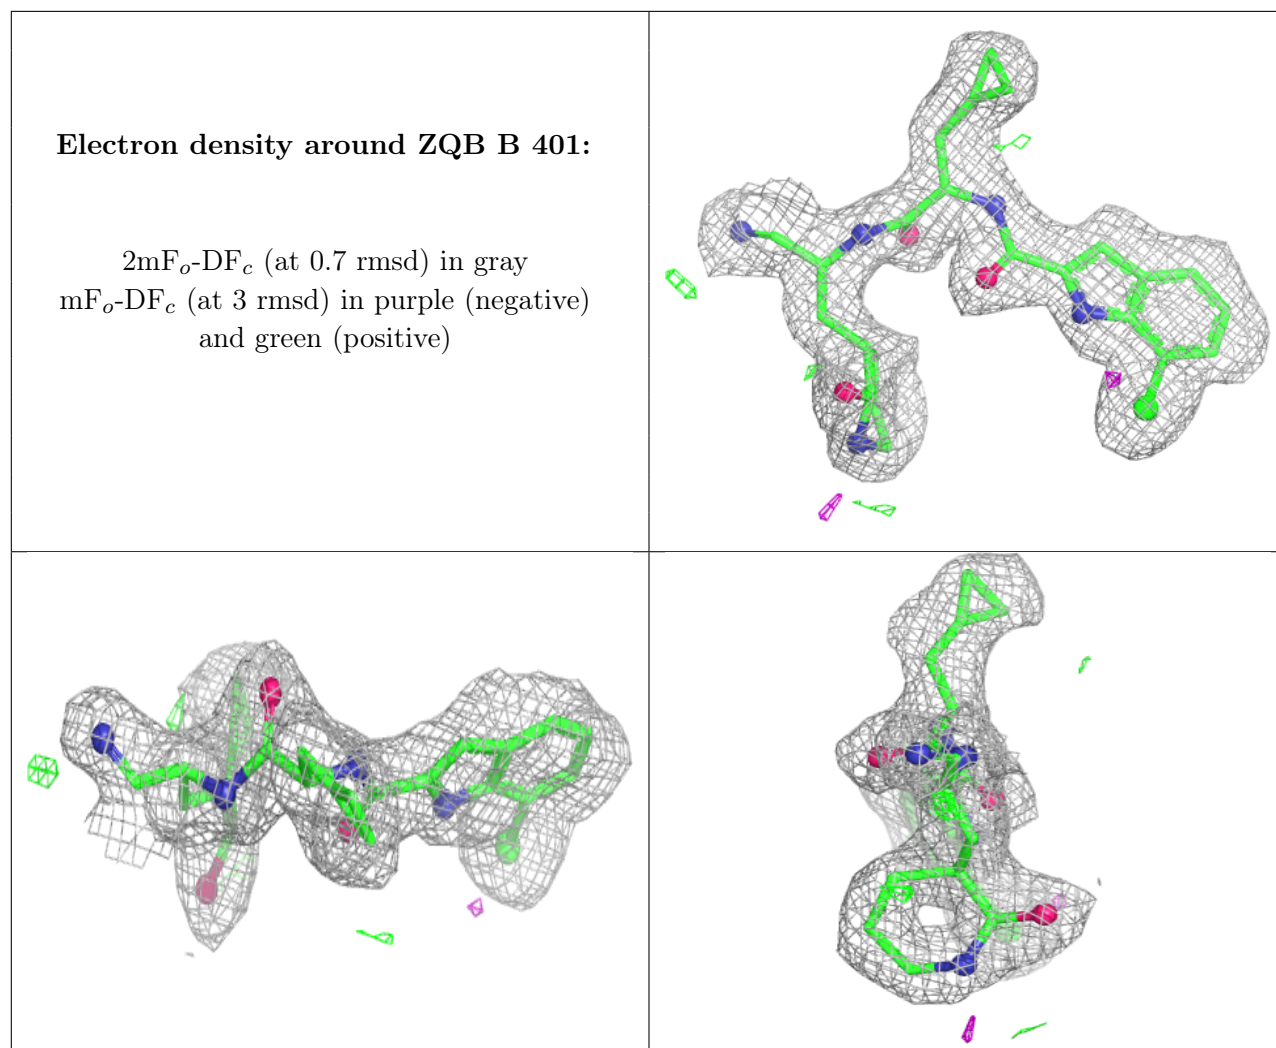 Electron density around ZQB B 401:
2mFo-DFc (at 0.7 rmsd) in gray
mFo-DFc (at 3 rmsd) in purple (negative)
and green (positive)